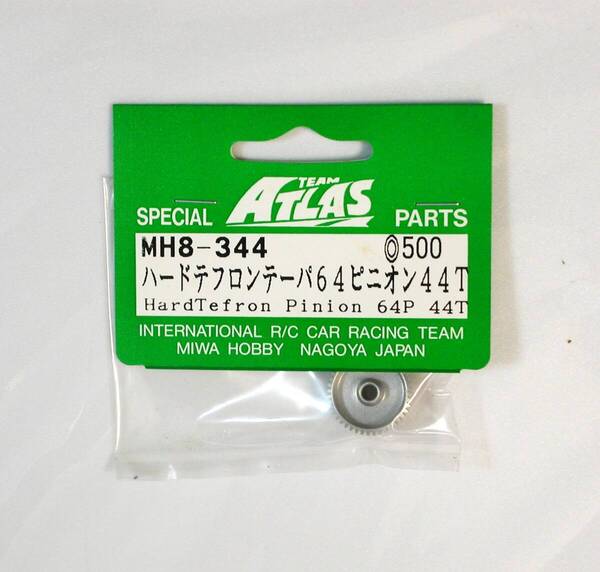 TEAM
ATLAS
SPECIAL PARTS
MH8-344 ◎500
ハードテフロンテーパ64ピニオン44T
HardTefron Pinion 64P 44T
INTERNATIONAL R/C CAR RACING TEAM
MIWA HOBBY NAGOYA JAPAN